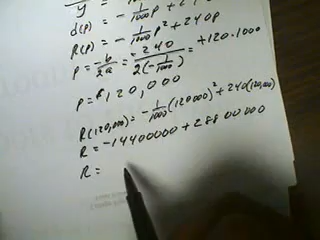 y =
d(p) = -1/1000 p + 2
R(p) = -1/1000 p² + 240p
p = -b/2a = -240/2(-1/1000) = +120·1000
p = 120,000
R(120,000) = -1/1000 (120000)² + 240(120,000)
R = -14400000 + 28800000
R =